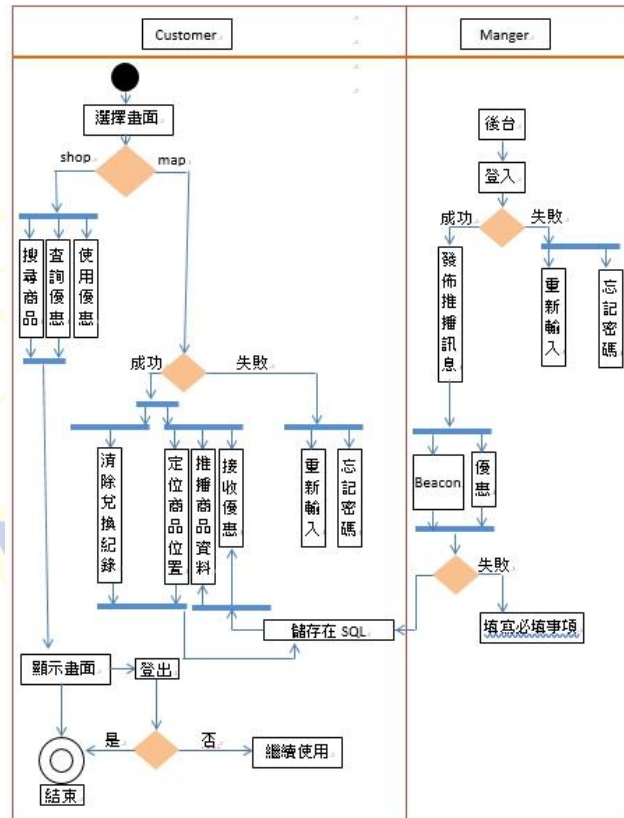 Customer
Manger
選擇畫面
shop
map
搜尋商品
查詢優惠
使用優惠
成功
失敗
清除兌換紀錄
定位商品位置
推播商品資料
接收優惠
重新輸入
忘記密碼
顯示畫面
登出
是
否
繼續使用
結束
後台
登入
成功
失敗
發佈推播訊息
重新輸入
忘記密碼
Beacon
優惠
失敗
填寫必填事項
儲存在 SQL